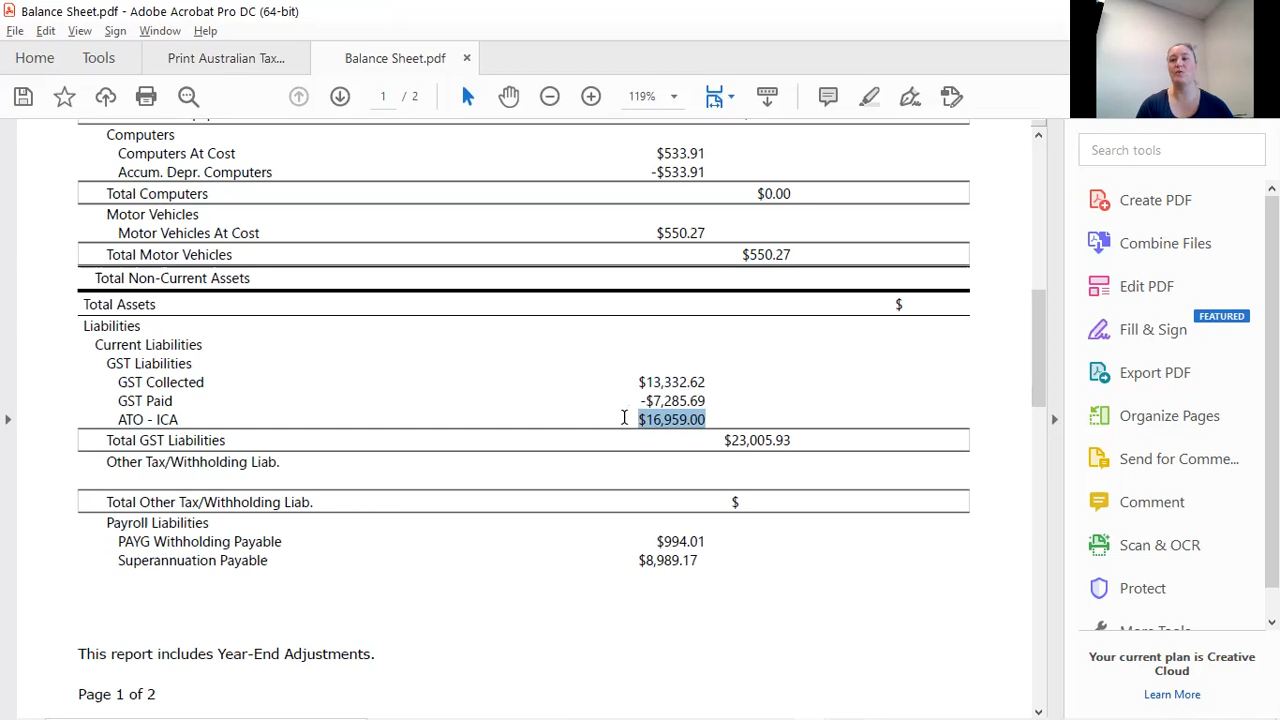 Balance Sheet.pdf - Adobe Acrobat Pro DC (64-bit)
File Edit View Sign Window Help
Home Tools Print Australian Tax... Balance Sheet.pdf ×
1 / 2 119%
Computers
Computers At Cost $533.91
Accum. Depr. Computers -$533.91
Total Computers $0.00
Motor Vehicles
Motor Vehicles At Cost $550.27
Total Motor Vehicles $550.27
Total Non-Current Assets
Total Assets $
Liabilities
Current Liabilities
GST Liabilities
GST Collected $13,332.62
GST Paid -$7,285.69
ATO - ICA $16,959.00
Total GST Liabilities $23,005.93
Other Tax/Withholding Liab.
Total Other Tax/Withholding Liab. $
Payroll Liabilities
PAYG Withholding Payable $994.01
Superannuation Payable $8,989.17
This report includes Year-End Adjustments.
Page 1 of 2
Search tools
Create PDF
Combine Files
Edit PDF
FEATURED
Fill & Sign
Export PDF
Organize Pages
Send for Comme...
Comment
Scan & OCR
Protect
More Tools
Your current plan is Creative
Cloud
Learn More